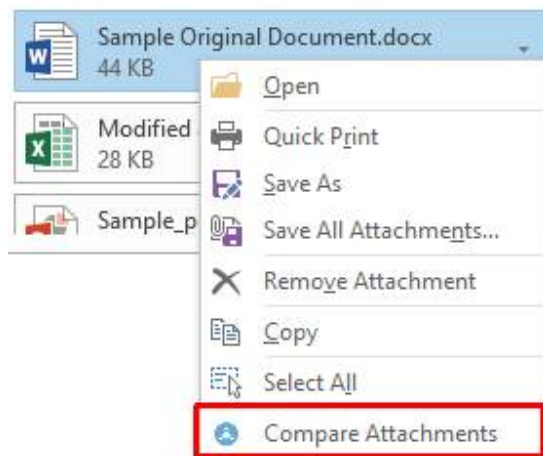 Sample Original Document.docx
44 KB
Modified
28 KB
Sample_p
Open
Quick Print
Save As
Save All Attachments...
Remove Attachment
Copy
Select All
Compare Attachments